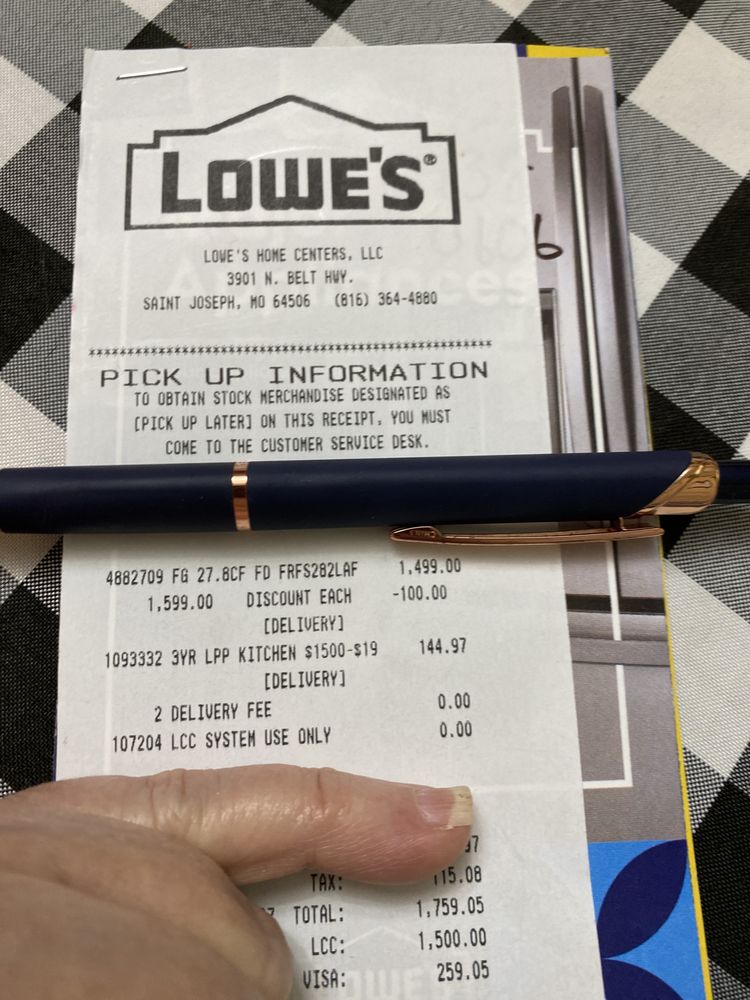 LOWE'S®
LOWE'S HOME CENTERS, LLC
3901 N. BELT HWY.
SAINT JOSEPH, MO 64506 (816) 364-4880
PICK UP INFORMATION
TO OBTAIN STOCK MERCHANDISE DESIGNATED AS
[PICK UP LATER] ON THIS RECEIPT, YOU MUST
COME TO THE CUSTOMER SERVICE DESK.
4882709 FG 27.8CF FD FRFS282LAF 1,499.00
1,599.00 DISCOUNT EACH -100.00
[DELIVERY]
1093332 3YR LPP KITCHEN $1500-$19 144.97
[DELIVERY]
2 DELIVERY FEE 0.00
107204 LCC SYSTEM USE ONLY 0.00
TAX: 115.08
TOTAL: 1,759.05
LCC: 1,500.00
VISA: 259.05